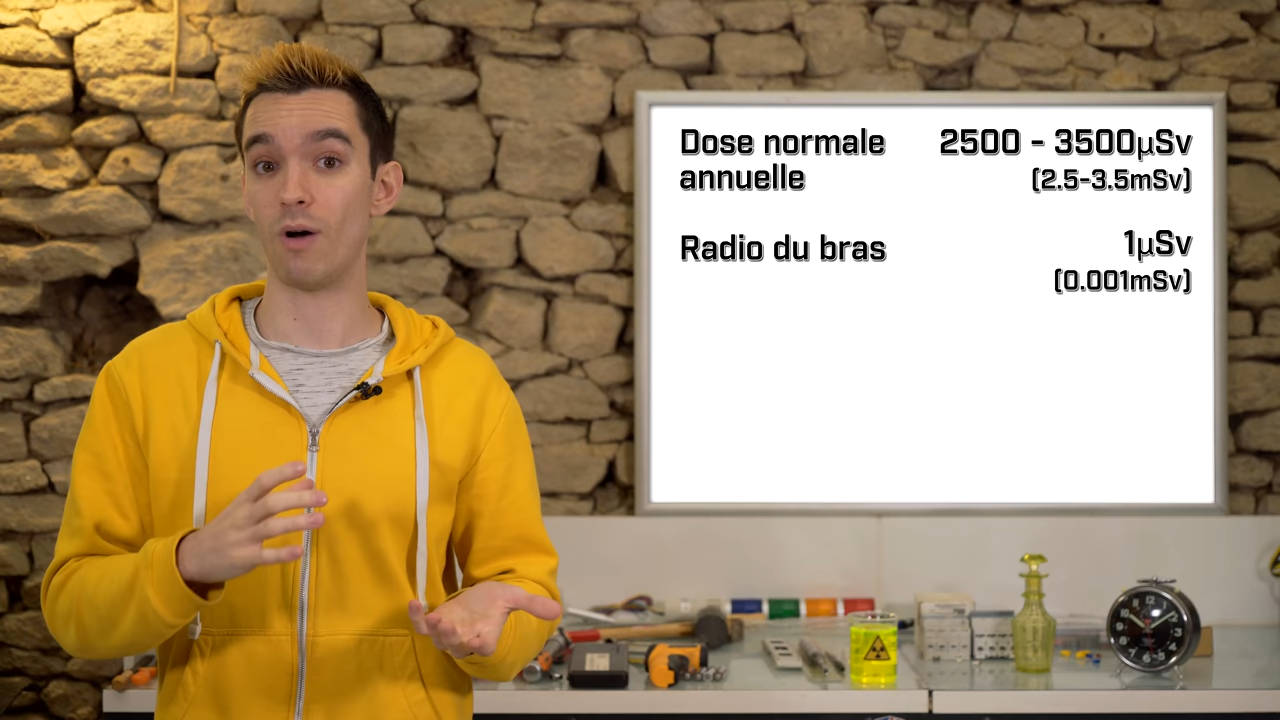 Dose normale 2500 - 3500µSv
annuelle (2.5-3.5mSv)
Radio du bras 1µSv
(0.001mSv)